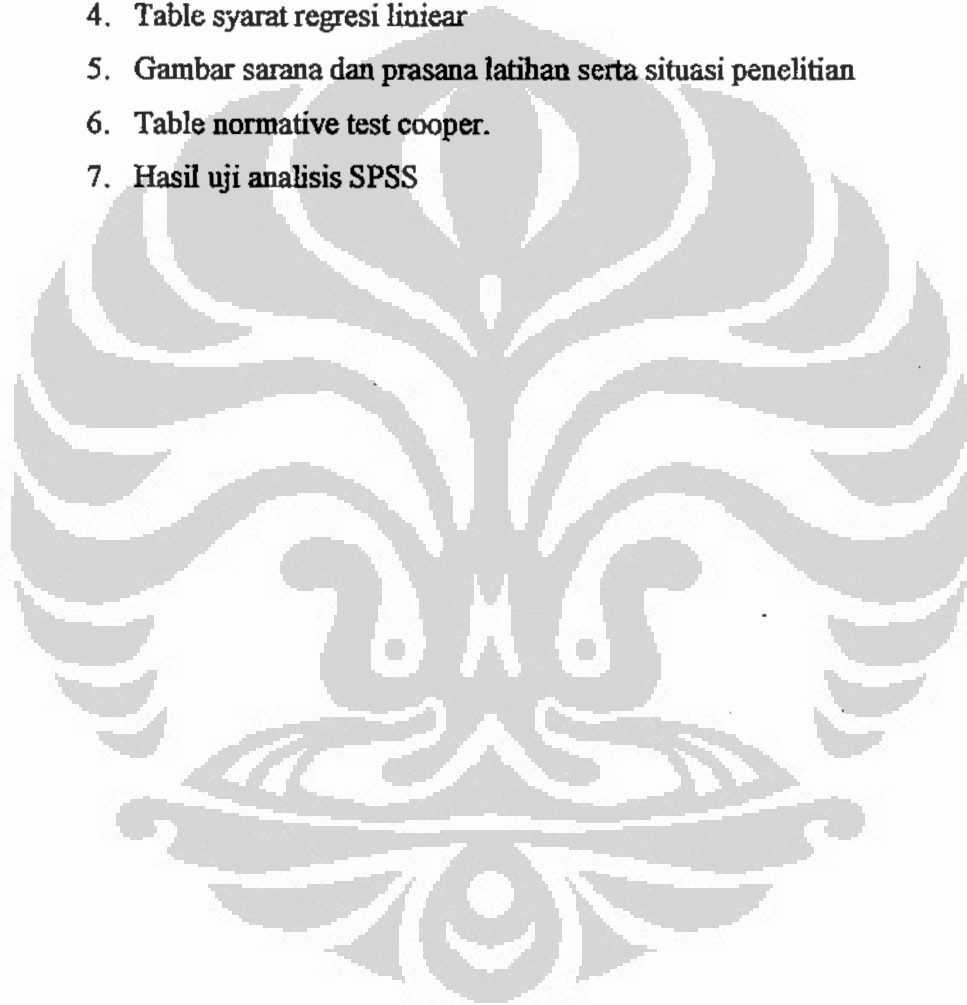 4. Table syarat regresi liniear
5. Gambar sarana dan prasana latihan serta situasi penelitian
6. Table normative test cooper.
7. Hasil uji analisis SPSS